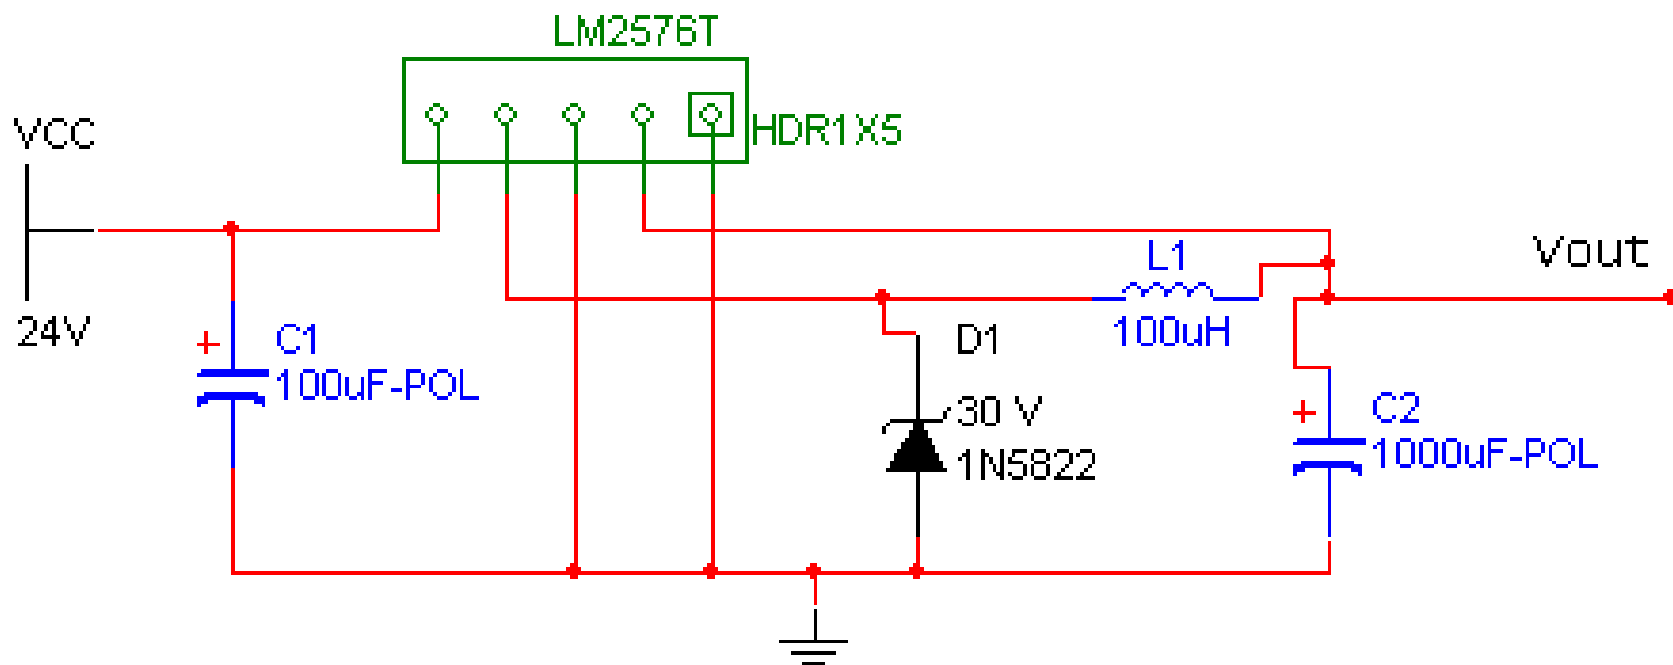 LM2576T
VCC
HDR1X5
24V
L1
100uH
Vout
+
C1
100uF-POL
D1
30 V
1N5822
+
C2
1000uF-POL